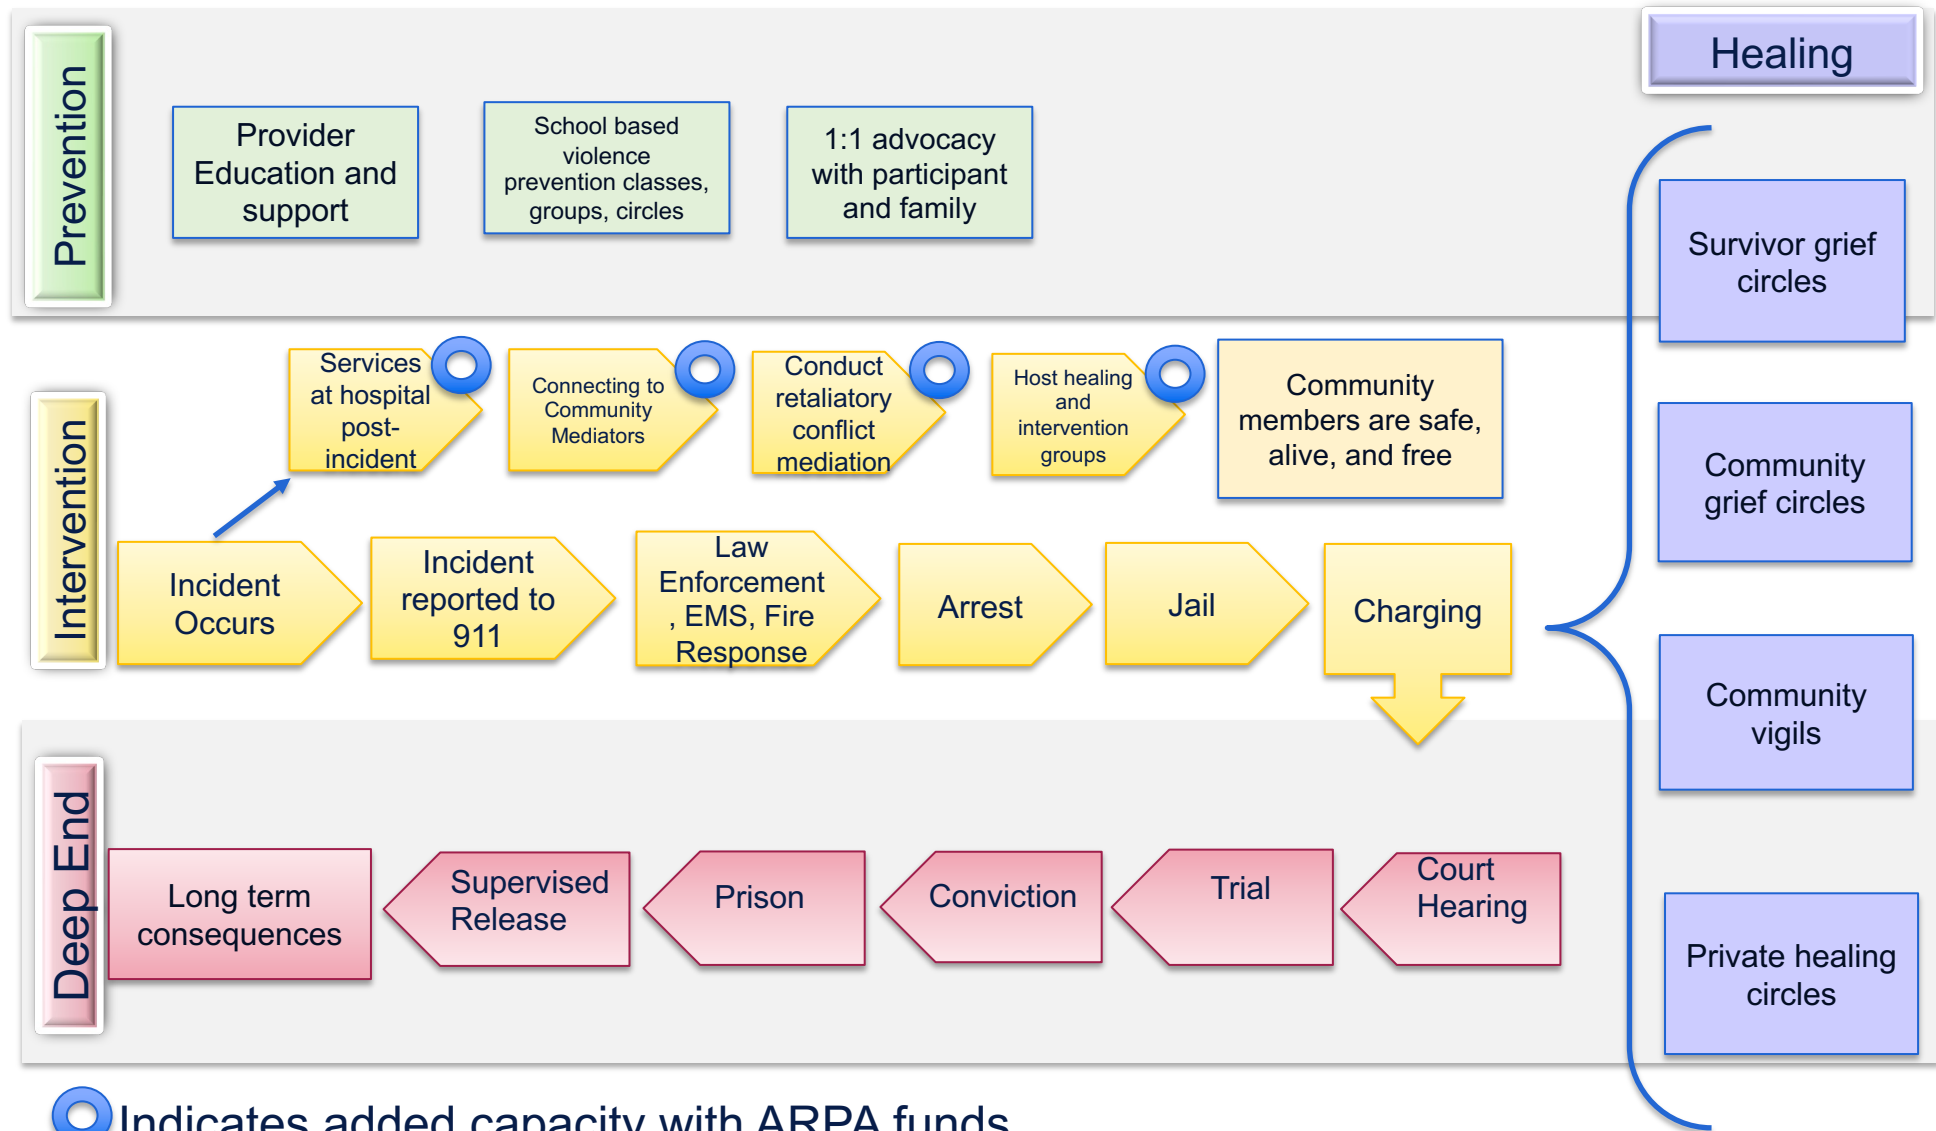 Healing
Prevention
Provider
Education and
support
School based
violence
prevention classes,
groups, circles
1:1 advocacy
with participant
and family
Survivor grief
circles
Intervention
Services
at hospital
post-
incident
Connecting to
Community
Mediators
Conduct
retaliatory
conflict
mediation
Host healing
and
intervention
groups
Community
members are safe,
alive, and free
Community
grief circles
Incident
Occurs
Incident
reported to
911
Law
Enforcement
, EMS, Fire
Response
Arrest
Jail
Charging
Community
vigils
Deep End
Long term
consequences
Supervised
Release
Prison
Conviction
Trial
Court
Hearing
Private healing
circles
Indicates added capacity with ARPA funds